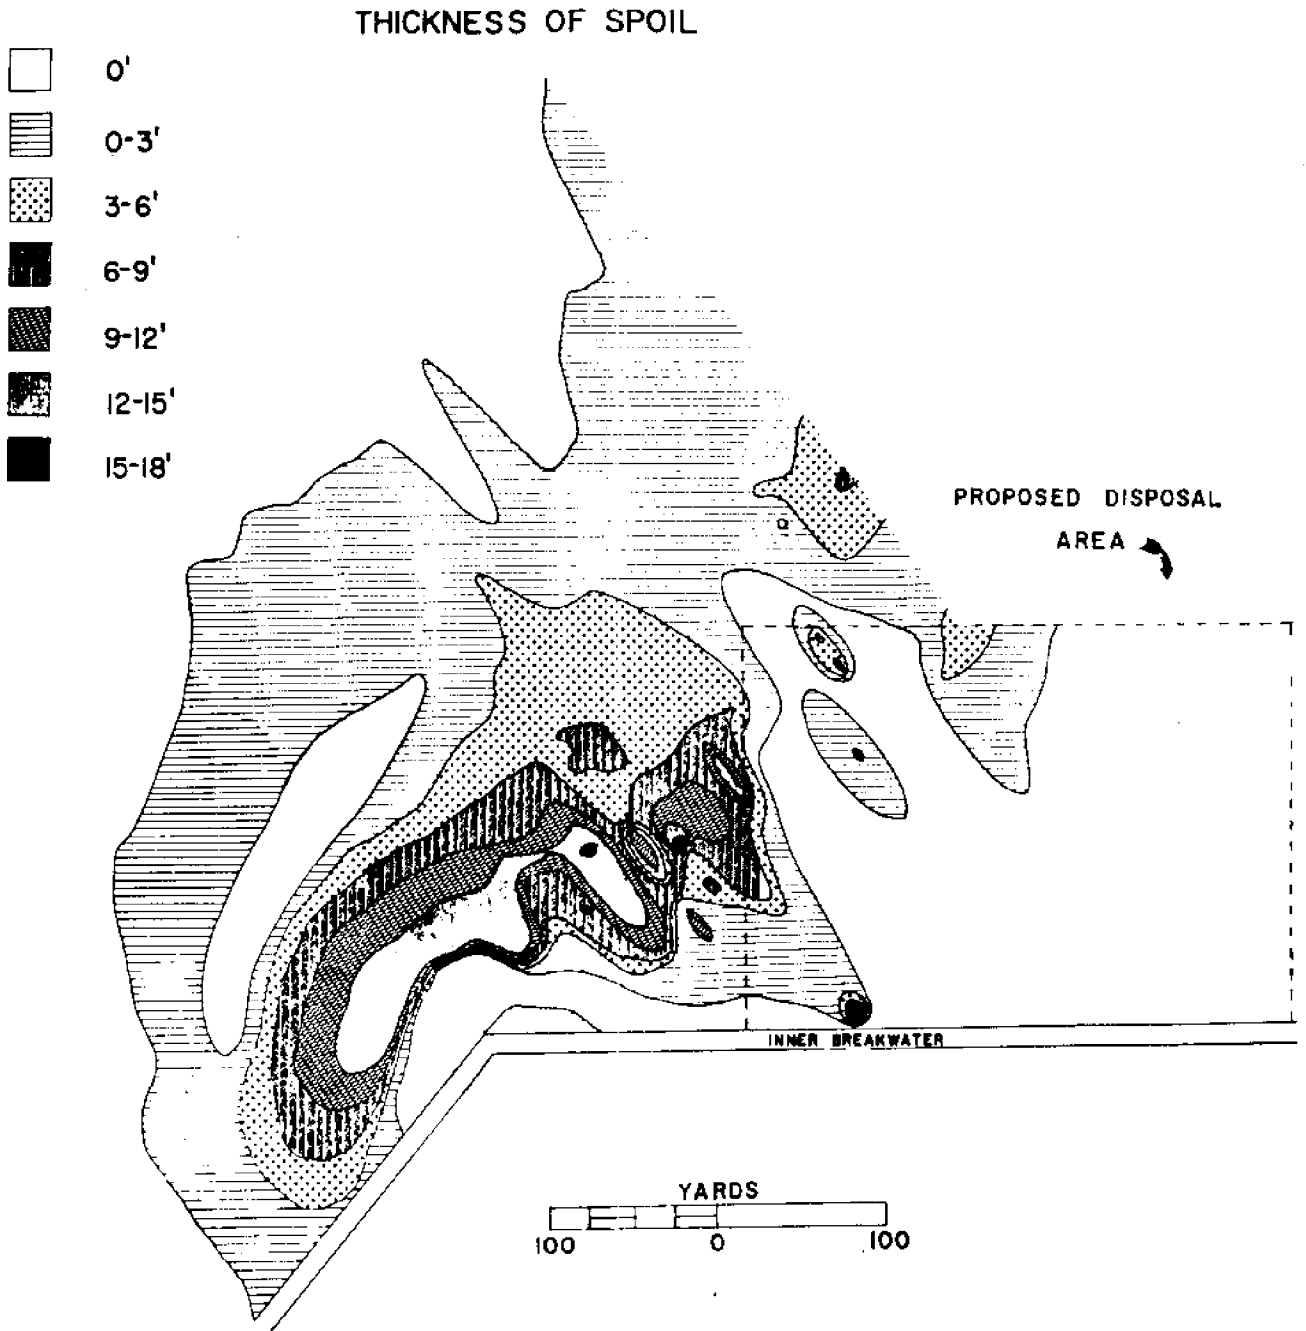 THICKNESS OF SPOIL
0'
0-3'
3-6'
6-9'
9-12'
12-15'
15-18'
PROPOSED DISPOSAL
AREA
INNER BREAKWATER
YARDS
100 0 100